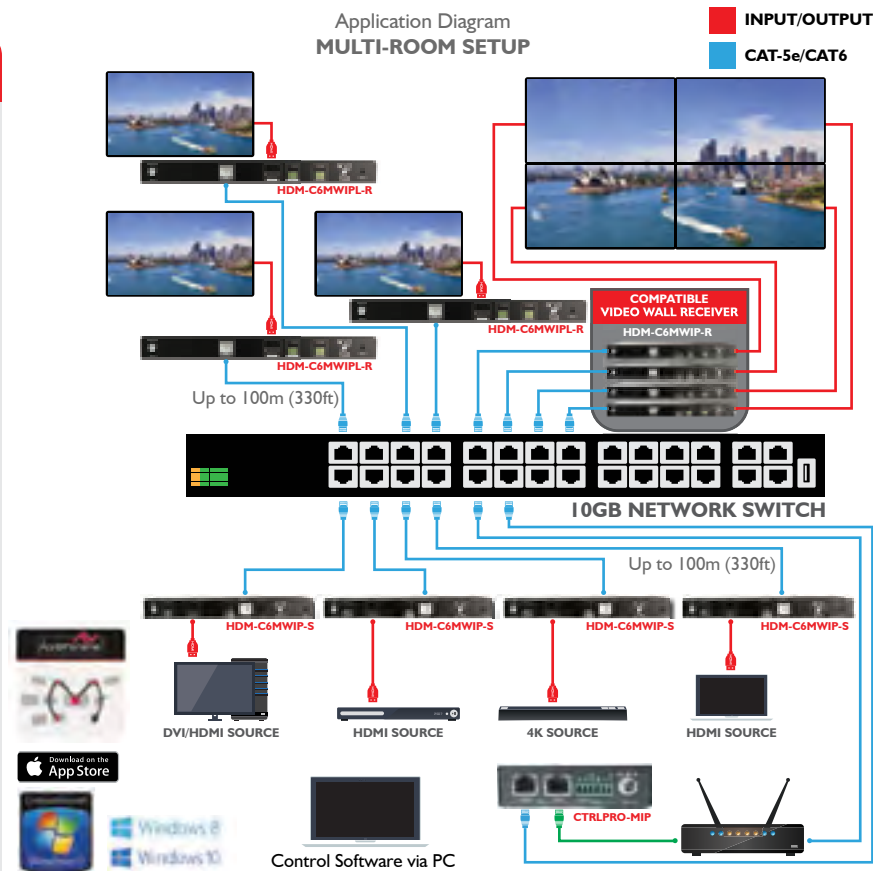 Application Diagram
MULTI-ROOM SETUP
INPUT/OUTPUT
CAT-5e/CAT6
HDM-C6MWIPL-R
HDM-C6MWIPL-R
HDM-C6MWIPL-R
COMPATIBLE
VIDEO WALL RECEIVER
HDM-C6MWIP-R
Up to 100m (330ft)
10GB NETWORK SWITCH
Up to 100m (330ft)
HDM-C6MWIP-S
HDM-C6MWIP-S
HDM-C6MWIP-S
HDM-C6MWIP-S
DVI/HDMI SOURCE
HDMI SOURCE
4K SOURCE
HDMI SOURCE
Download on the
App Store
CTRLPRO-MIP
Windows 8
Windows 10
Control Software via PC